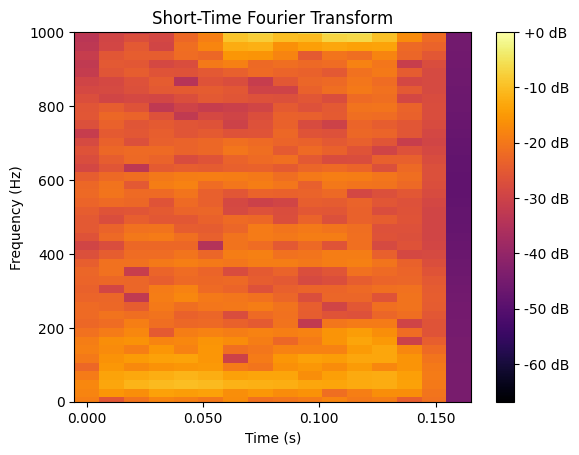 Short-Time Fourier Transform
1000
800
600
400
200
0
Frequency (Hz)
0.000
0.050
0.100
0.150
Time (s)
+0 dB
-10 dB
-20 dB
-30 dB
-40 dB
-50 dB
-60 dB